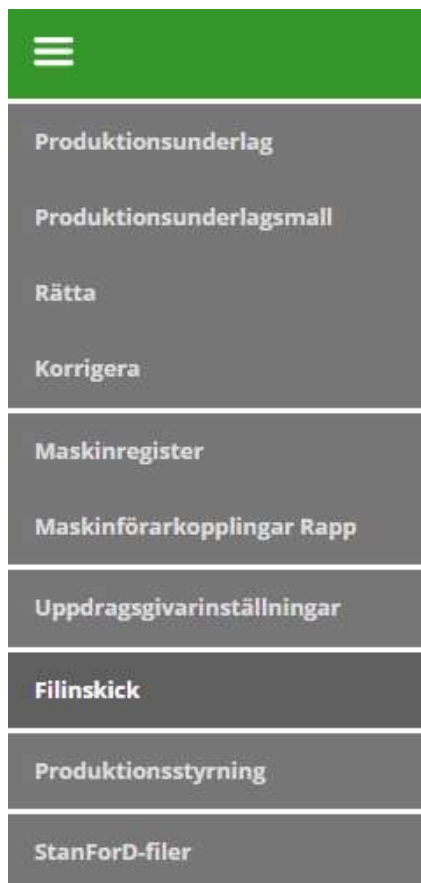 Produktionsunderlag
Produktionsunderlagsmall
Rätta
Korrigera
Maskinregister
Maskinförarkopplingar Rapp
Uppdragsgivarinställningar
Filinskick
Produktionsstyrning
StanForD-filer